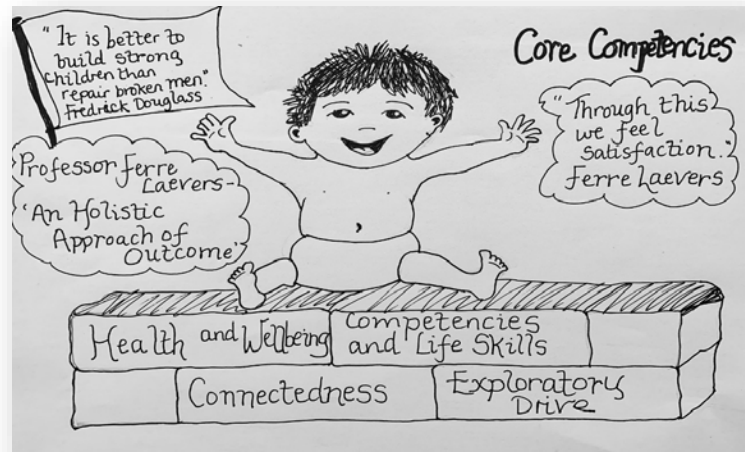 "It is better to
build strong
children than
repair broken men."
Fredrick Douglass
Core Competencies
Professor Ferre
Laevers-
'An Holistic
Approach of
Outcome'
"Through this
we feel
satisfaction."
Ferre Laevers
Health and Wellbeing
Competencies
and Life Skills
Connectedness
Exploratory
Drive